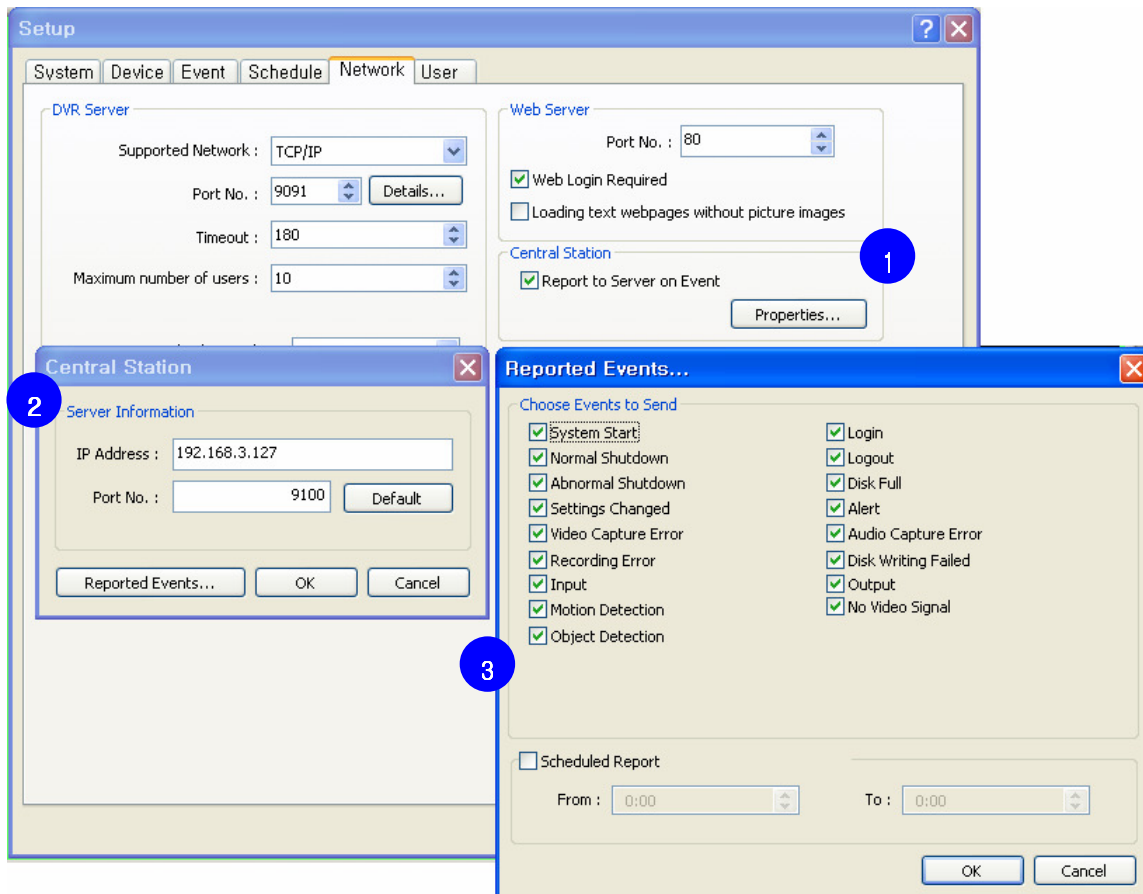 Setup
System Device Event Schedule Network User
DVR Server
Supported Network : TCP/IP
Port No. : 9091 Details...
Timeout : 180
Maximum number of users : 10
Web Server
Port No. : 80
Web Login Required
Loading text webpages without picture images
Central Station
1
Report to Server on Event
Properties...
Central Station
2
Server Information
IP Address : 192.168.3.127
Port No. : 9100 Default
Reported Events... OK Cancel
Reported Events...
Choose Events to Send
System Start Login
Normal Shutdown Logout
Abnormal Shutdown Disk Full
Settings Changed Alert
Video Capture Error Audio Capture Error
Recording Error Disk Writing Failed
Input Output
Motion Detection No Video Signal
Object Detection
3
Scheduled Report
From : 0:00 To : 0:00
OK Cancel